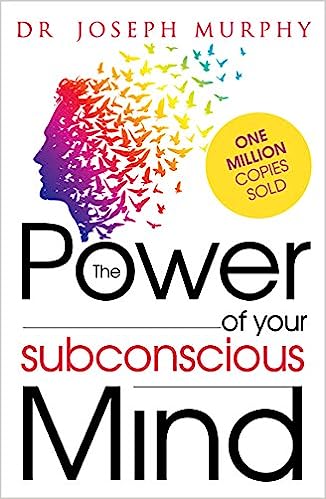 DR JOSEPH MURPHY
ONE
MILLION
COPIES
SOLD
The Power
of your
subconscious
Mind